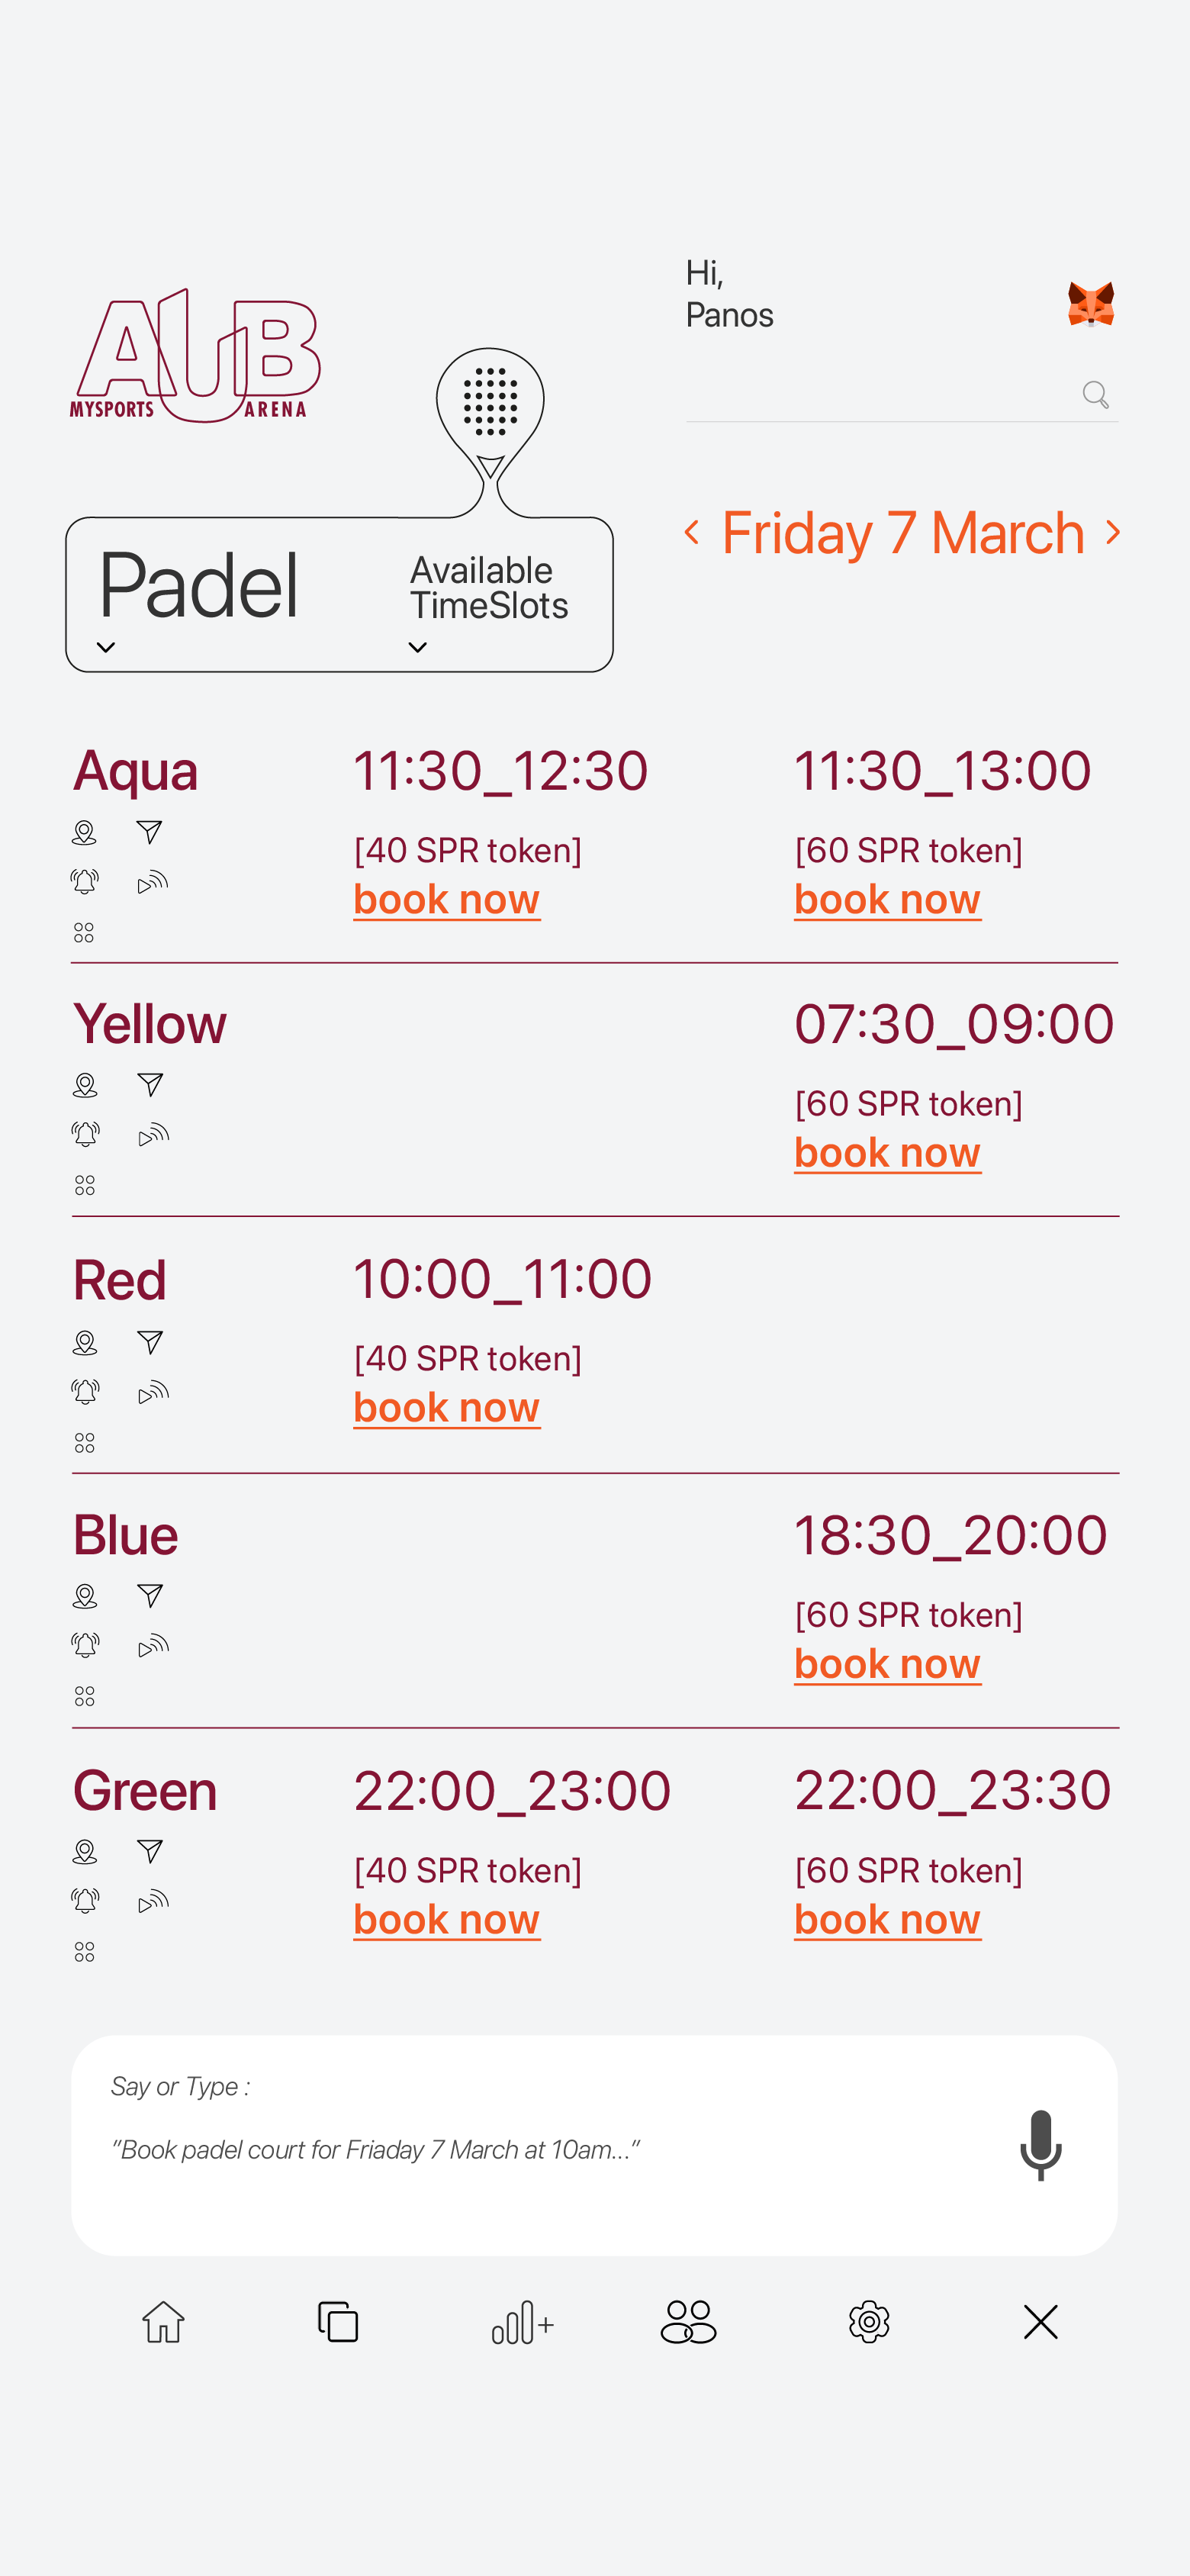 Hi,
Panos
AUB
MYSPORTS ARENA
Friday 7 March
Padel
Available
TimeSlots
Aqua
11:30_12:30
[40 SPR token]
book now
11:30_13:00
[60 SPR token]
book now
Yellow
07:30_09:00
[60 SPR token]
book now
Red
10:00_11:00
[40 SPR token]
book now
Blue
18:30_20:00
[60 SPR token]
book now
Green
22:00_23:00
[40 SPR token]
book now
22:00_23:30
[60 SPR token]
book now
Say or Type :
"Book padel court for Friaday 7 March at 10am..."